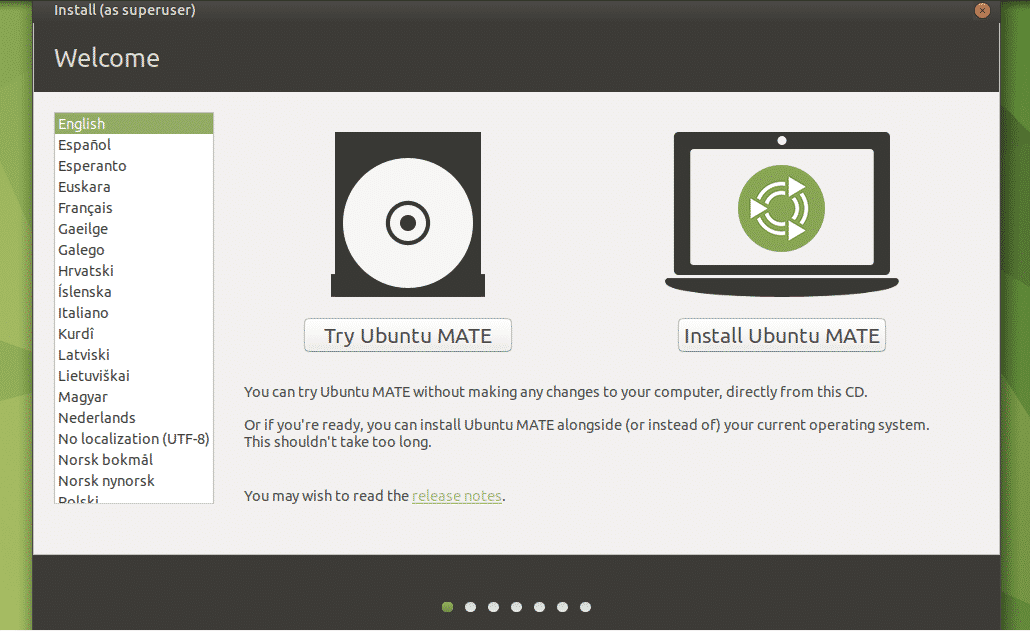 Install (as superuser)
Welcome
English
Español
Esperanto
Euskara
Français
Gaeilge
Galego
Hrvatski
Íslenska
Italiano
Kurdî
Latviski
Lietuviškai
Magyar
Nederlands
No localization (UTF-8)
Norsk bokmål
Norsk nynorsk
Polski
Try Ubuntu MATE
Install Ubuntu MATE
You can try Ubuntu MATE without making any changes to your computer, directly from this CD.
Or if you're ready, you can install Ubuntu MATE alongside (or instead of) your current operating system.
This shouldn't take too long.
You may wish to read the release notes.